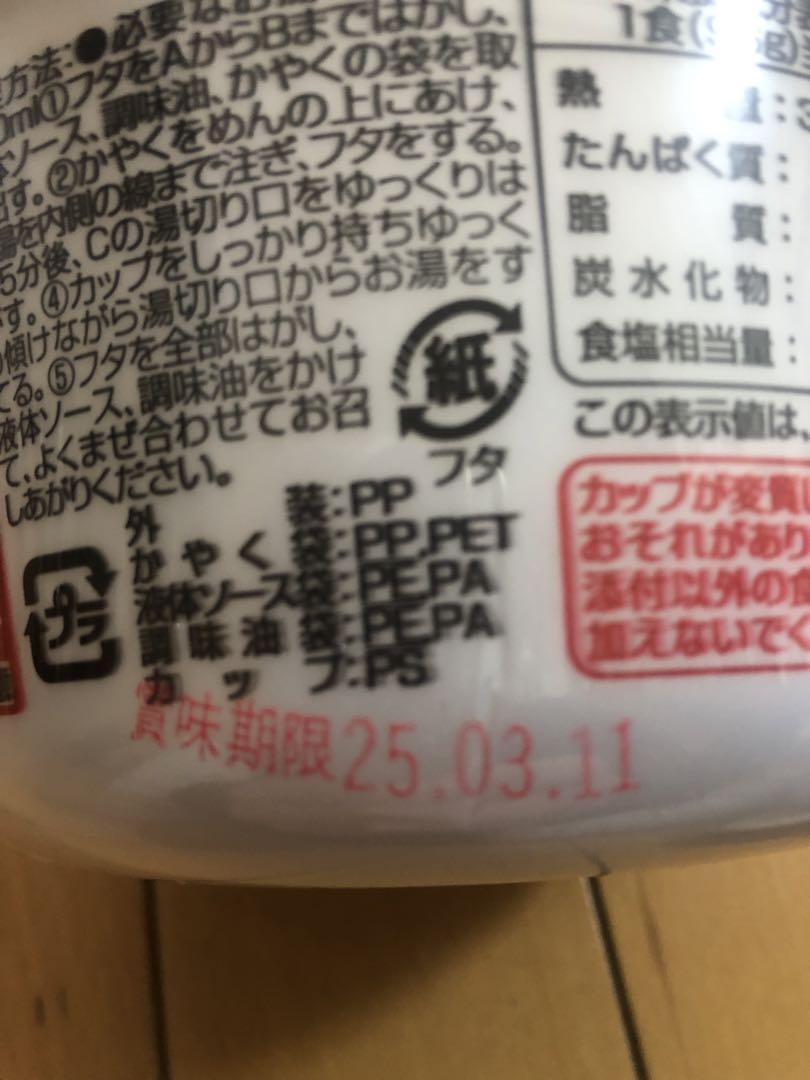 方法:●必要な
①フタをAからBまではがし、
ソース、調味油、かやくの袋を取
出す。②かやくをめんの上にあけ、
湯を内側の線まで注ぎ、フタをする。
5分後、Cの湯切り口をゆっくりは
す。④カップをしっかり持ちゆっく
傾けながら湯切り口からお湯をす
てる。⑤フタを全部はがし、
液体ソース、調味油をかけ
て、よくまぜ合わせてお召
しあがりください。
紙
フタ
プラ
外装:PP
かやく袋:PP,PET
液体ソース袋:PE,PA
調味油袋:PE,PA
カップ:PS
賞味期限25.03.11
1食(
熱量:3
たんぱく質:
脂質:
炭水化物:
食塩相当量:
この表示値は、
カップが変質
おそれがあり
添付以外の食
加えないでく